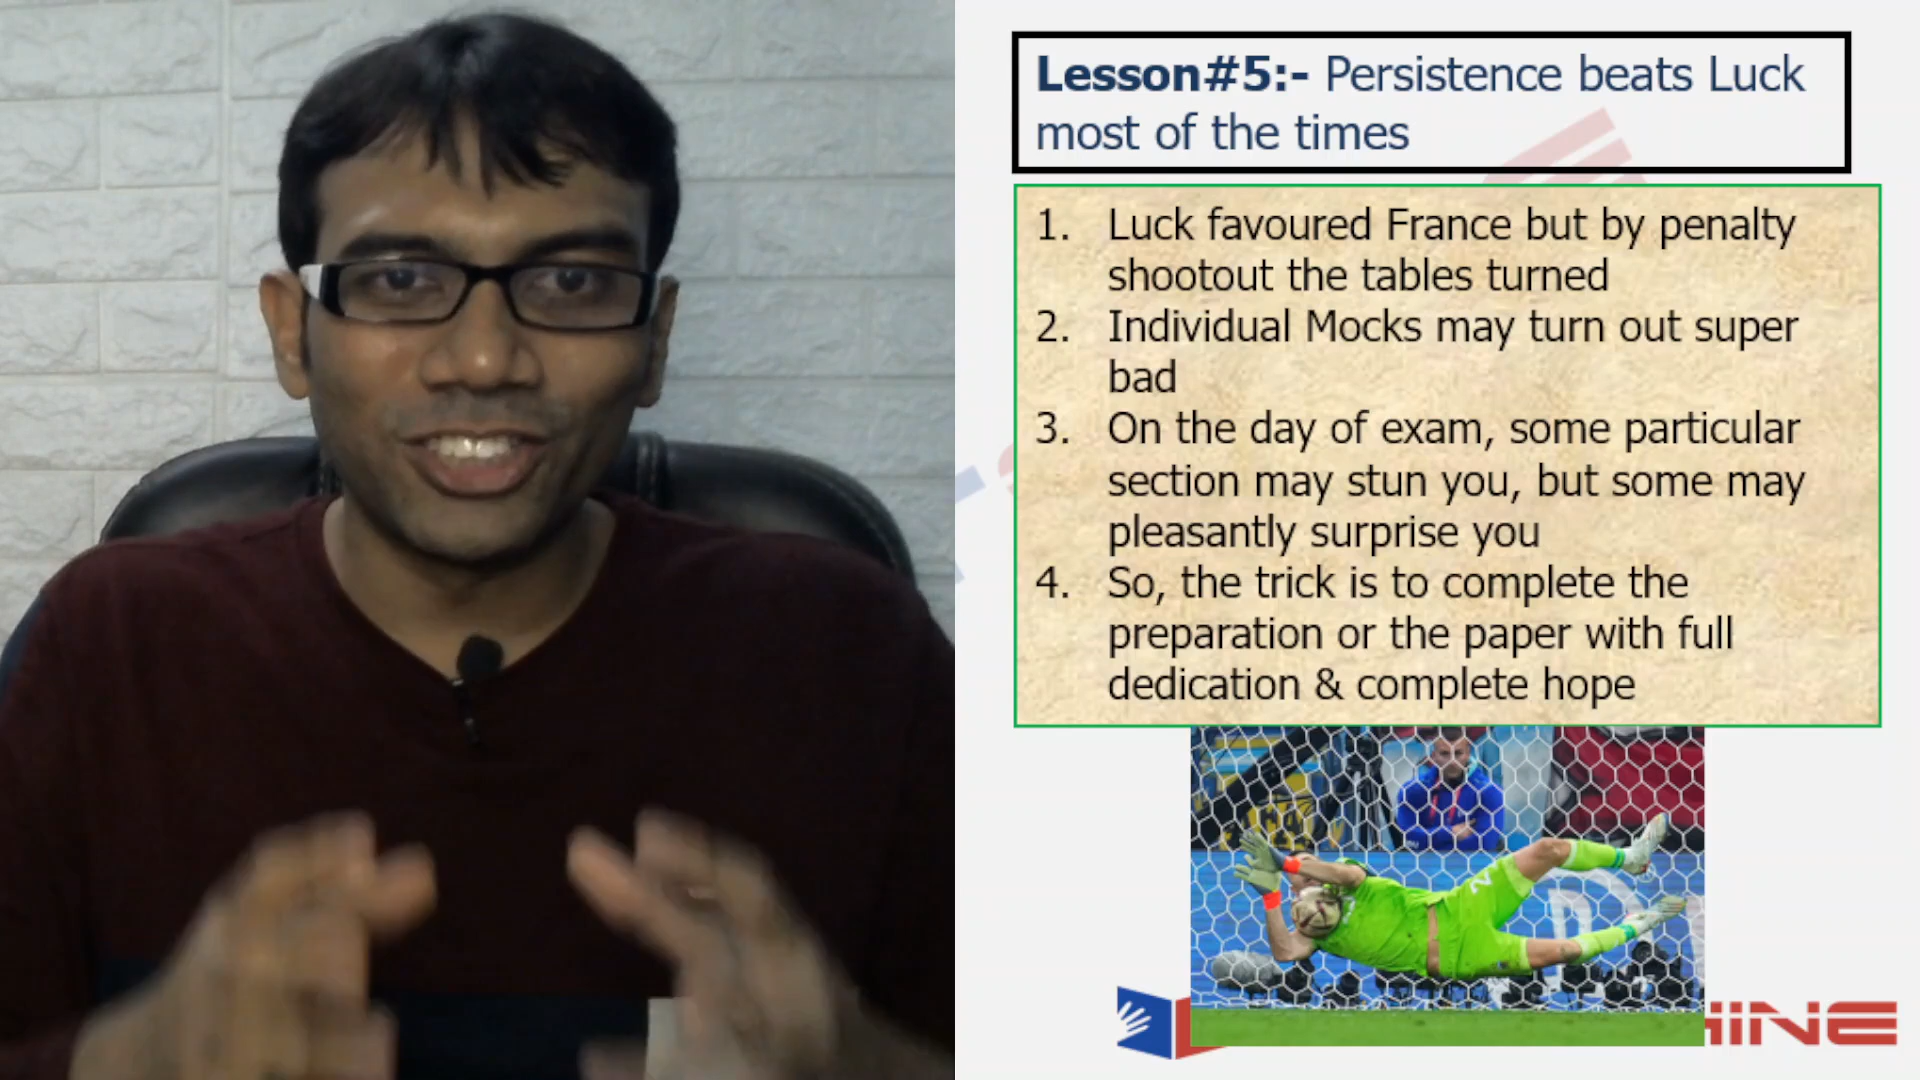 Lesson#5:- Persistence beats Luck
most of the times
1. Luck favoured France but by penalty
shootout the tables turned
2. Individual Mocks may turn out super
bad
3. On the day of exam, some particular
section may stun you, but some may
pleasantly surprise you
4. So, the trick is to complete the
preparation or the paper with full
dedication & complete hope